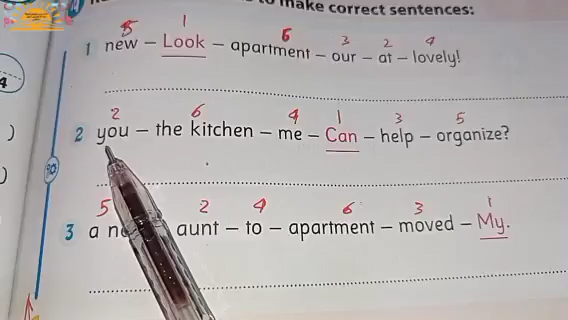 make correct sentences:
5 1 6 3 2 4
1 new – Look – apartment – our – at – lovely!
2 6 4 1 3 5
2 you – the kitchen – me – Can – help – organize?
5 2 4 6 3 1
3 a aunt – to – apartment – moved – My.